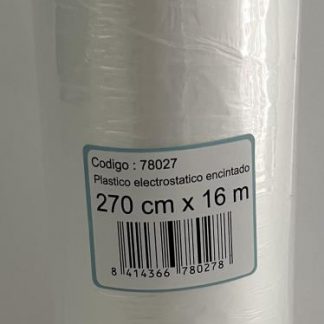 Codigo : 78027
Plastico electrostatico encintado
270 cm x 16 m
8 414366 780278